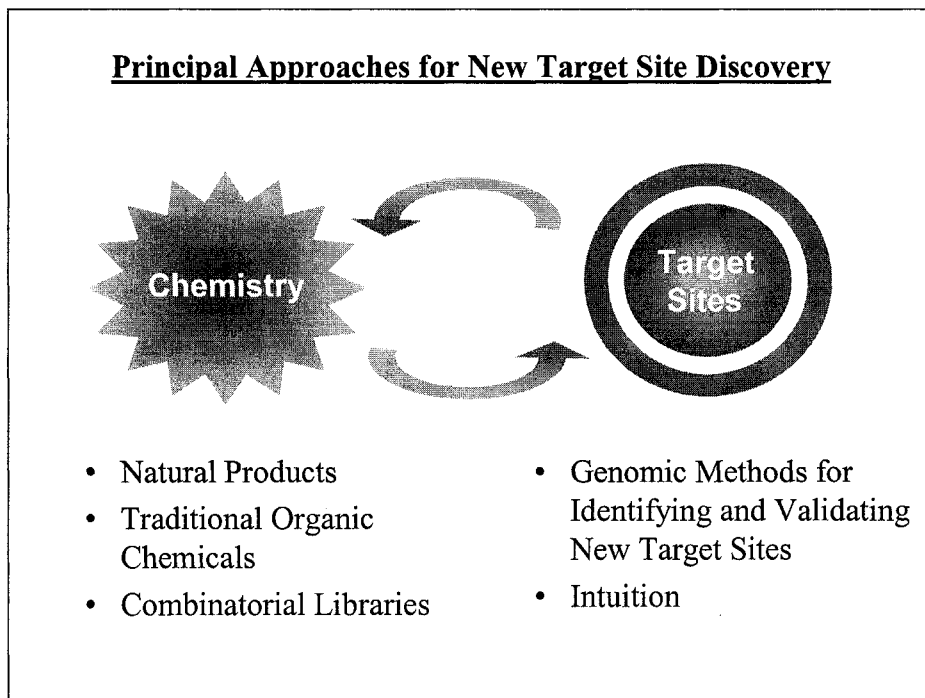 Principal Approaches for New Target Site Discovery
Chemistry
Target
Sites
• Natural Products
• Traditional Organic
Chemicals
• Combinatorial Libraries
• Genomic Methods for
Identifying and Validating
New Target Sites
• Intuition